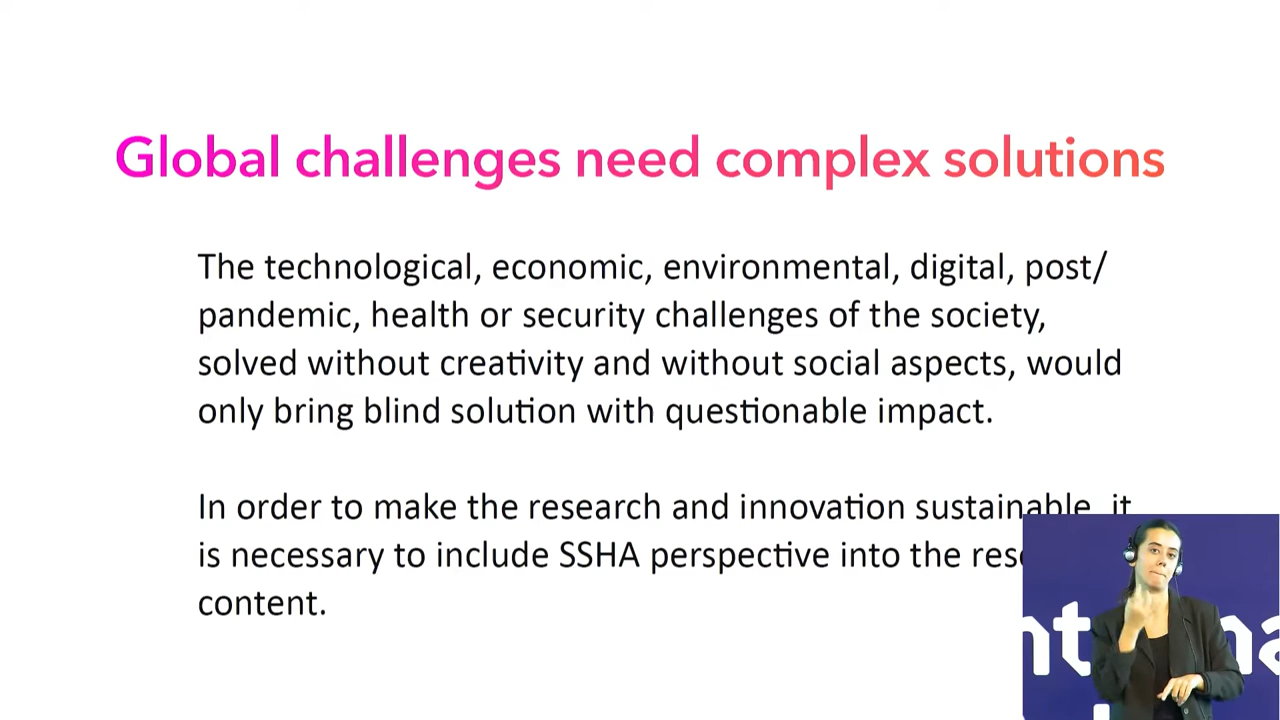 Global challenges need complex solutions
The technological, economic, environmental, digital, post/
pandemic, health or security challenges of the society,
solved without creativity and without social aspects, would
only bring blind solution with questionable impact.
In order to make the research and innovation sustainable, it
is necessary to include SSHA perspective into the
content.